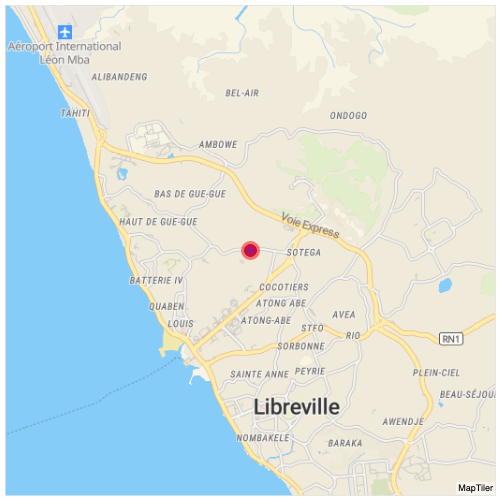 Aéroport International
Léon Mba
ALIBANDENG
BEL-AIR
TAHITI
ONDOGO
AMBOWE
BAS DE GUE-GUE
HAUT DE GUE-GUE
Voie Express
SOTEGA
BATTERIE IV
COCOTIERS
QUABEN
ATONG ABE
LOUIS
ATONG-ABE
AVEA
STFO
RIO
RN1
SORBONNE
SAINTE ANNE
PEYRIE
PLEIN-CIEL
BEAU-SÉJOU
Libreville
AWENDJE
NOMBAKELE
BARAKA
MapTiler